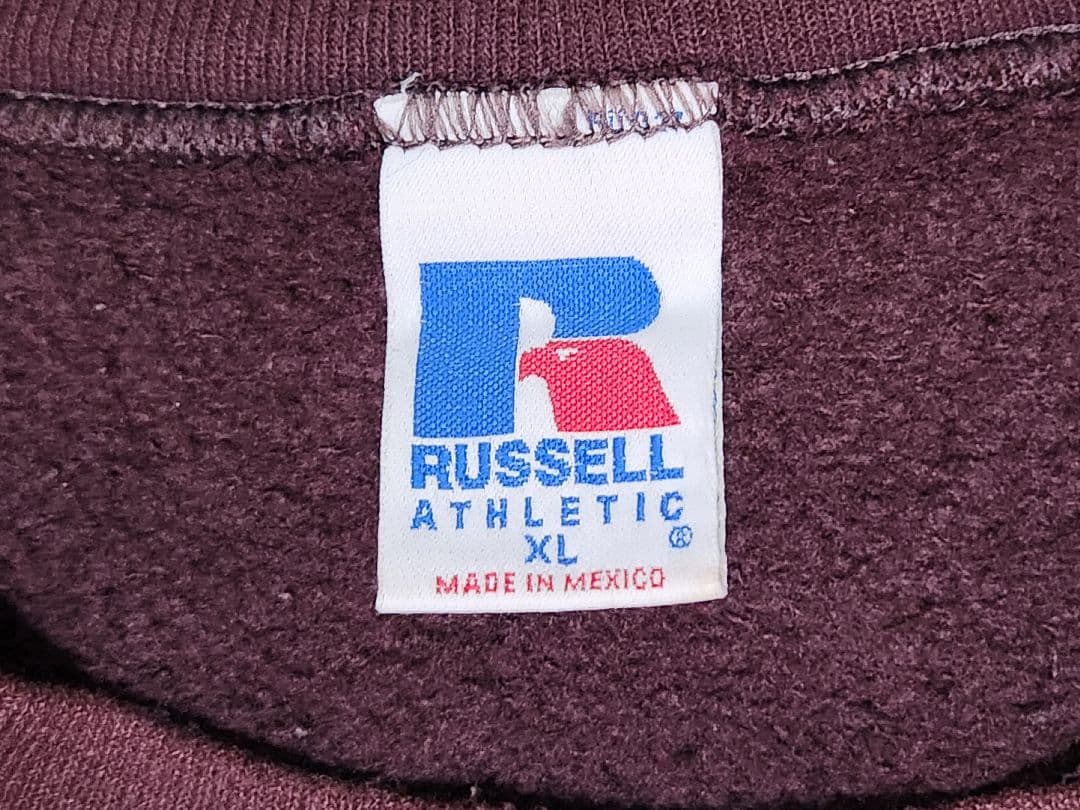 RUSSELL
ATHLETIC
XL ®
MADE IN MEXICO